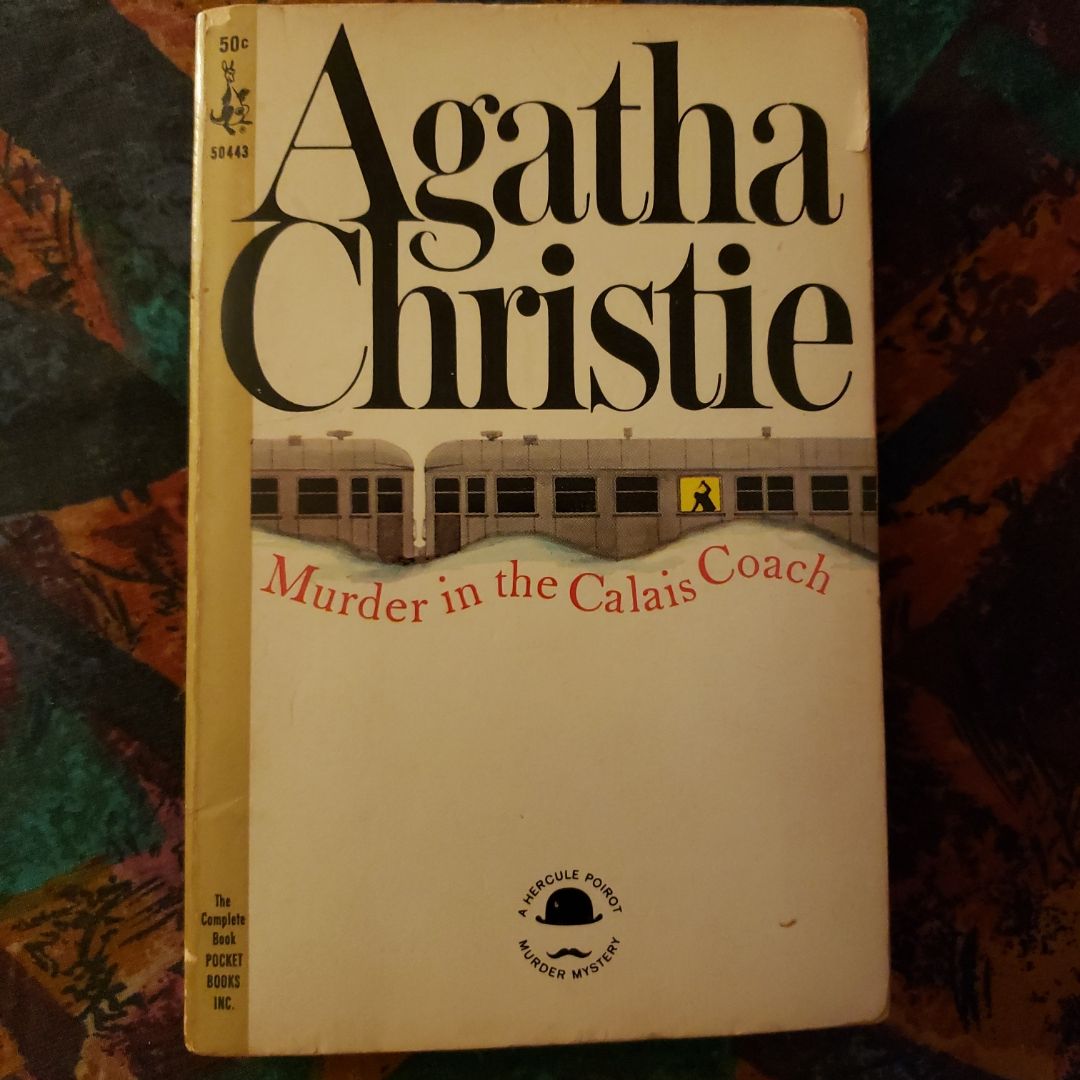 50c
50443
Agatha
Christie
Murder in the Calais Coach
A HERCULE POIROT
MURDER MYSTERY
The
Complete
Book
POCKET
BOOKS
INC.